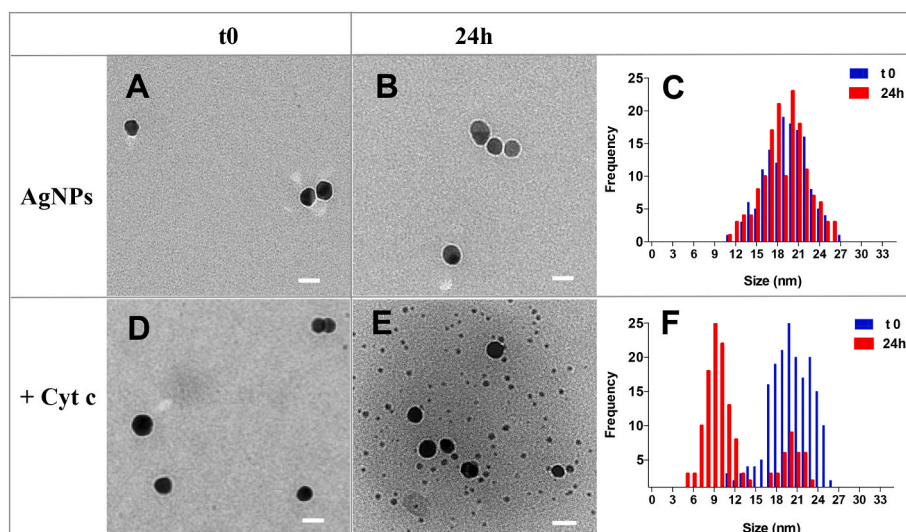 t0
24h
AgNPs
A
B
C
t 0
24h
Frequency
25
20
15
10
5
0
0 3 6 9 12 15 18 21 24 27 30 33
Size (nm)
+ Cyt c
D
E
F
t 0
24h
Frequency
25
20
15
10
5
0 3 6 9 12 15 18 21 24 27 30 33
Size (nm)